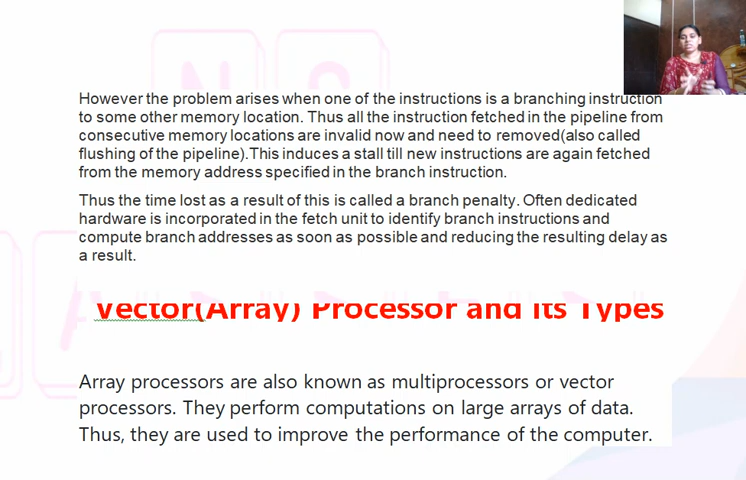 However the problem arises when one of the instructions is a branching instruction
to some other memory location. Thus all the instruction fetched in the pipeline from
consecutive memory locations are invalid now and need to removed(also called
flushing of the pipeline).This induces a stall till new instructions are again fetched
from the memory address specified in the branch instruction.
Thus the time lost as a result of this is called a branch penalty. Often dedicated
hardware is incorporated in the fetch unit to identify branch instructions and
compute branch addresses as soon as possible and reducing the resulting delay as
a result.
Vector(Array) Processor and its Types
Array processors are also known as multiprocessors or vector
processors. They perform computations on large arrays of data.
Thus, they are used to improve the performance of the computer.